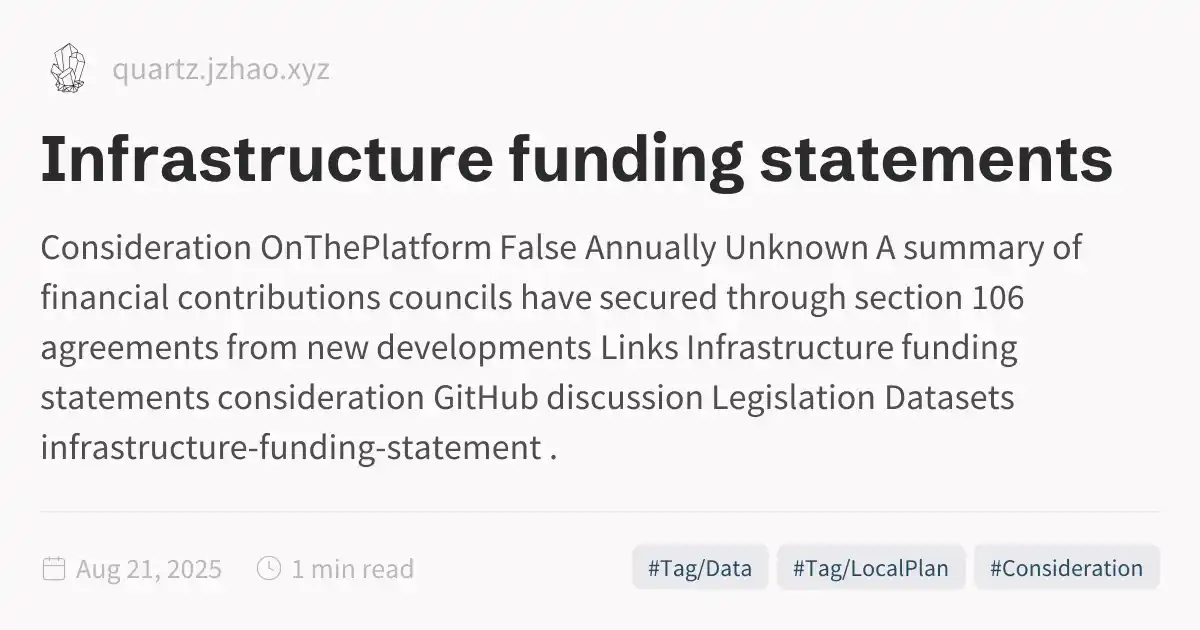 quartz.jzhao.xyz
Infrastructure funding statements
Consideration OnThePlatform False Annually Unknown A summary of
financial contributions councils have secured through section 106
agreements from new developments Links Infrastructure funding
statements consideration GitHub discussion Legislation Datasets
infrastructure-funding-statement .
Aug 21, 2025 1 min read #Tag/Data #Tag/LocalPlan #Consideration